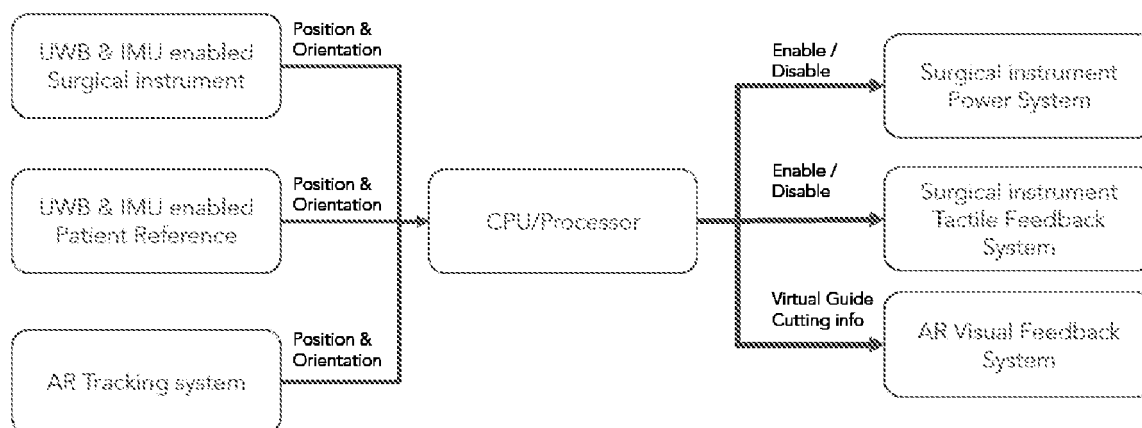 UWB & IMU enabled
Surgical instrument
Position &
Orientation
UWB & IMU enabled
Patient Reference
Position &
Orientation
AR Tracking system
Position &
Orientation
CPU/Processor
Enable /
Disable
Surgical instrument
Power System
Enable /
Disable
Surgical instrument
Tactile Feedback
System
Virtual Guide
Cutting info
AR Visual Feedback
System